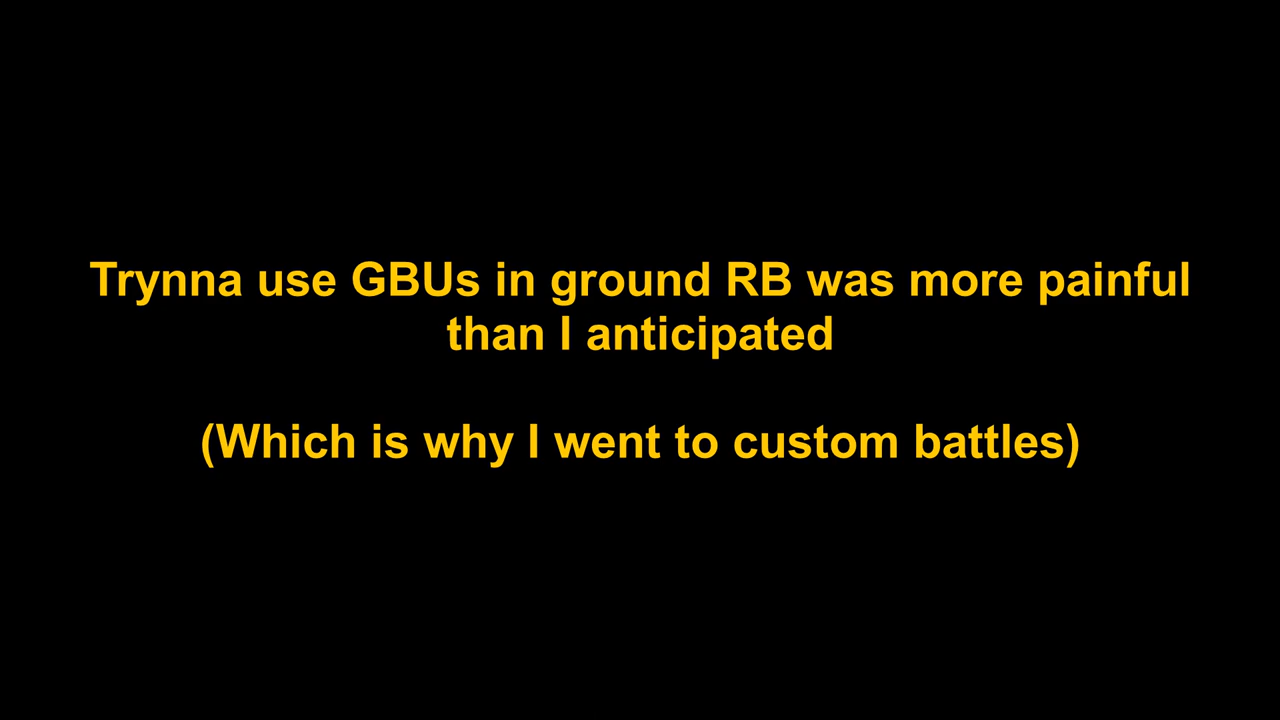 Trynna use GBUs in ground RB was more painful
than I anticipated
(Which is why I went to custom battles)